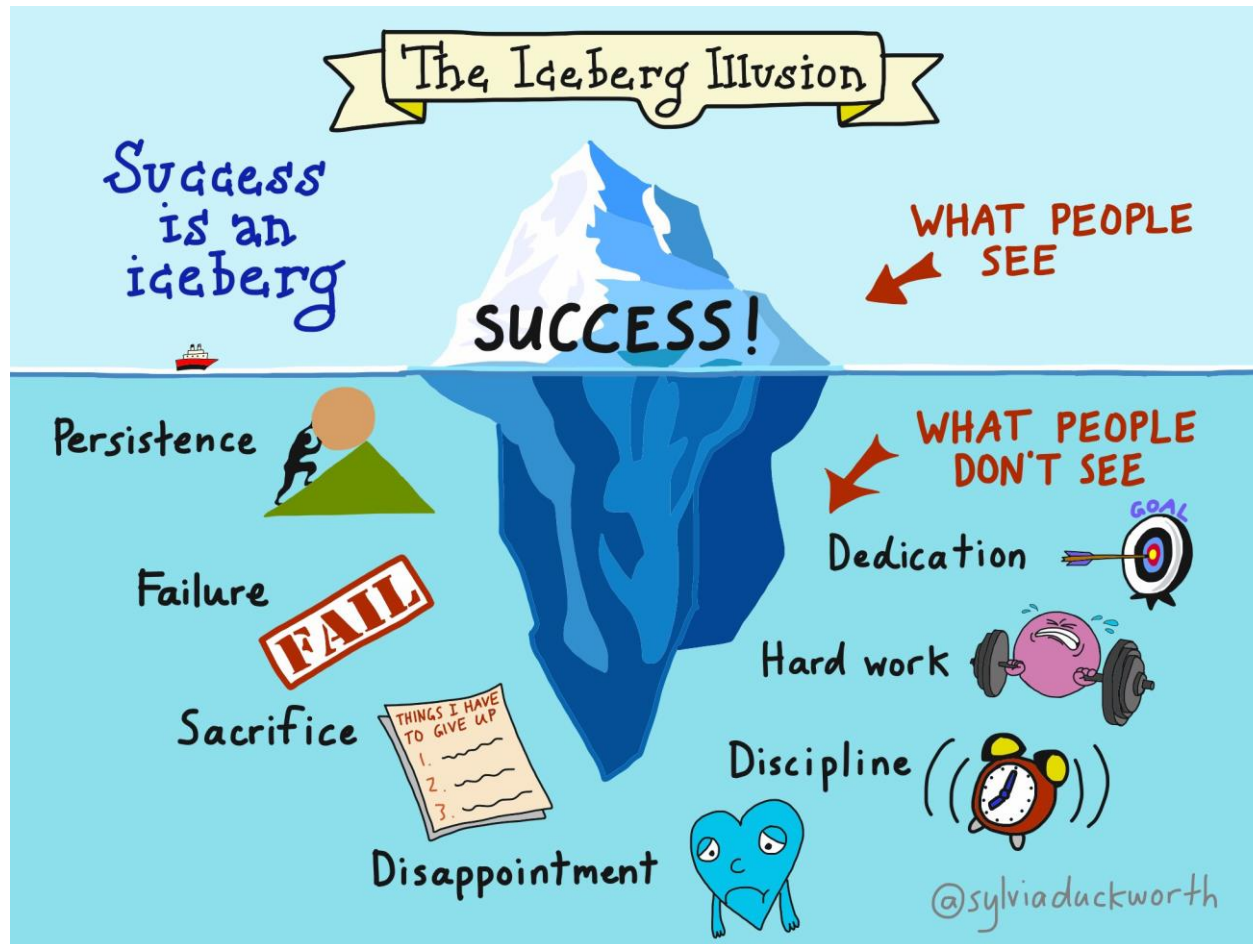 The Iceberg Illusion
Success
is an
iceberg
WHAT PEOPLE
SEE
SUCCESS!
WHAT PEOPLE
DON'T SEE
Persistence
Failure
FAIL
Sacrifice
THINGS I HAVE
TO GIVE UP
1.
2.
3.
Disappointment
GOAL
Dedication
Hard work
Discipline
@sylviaduckworth